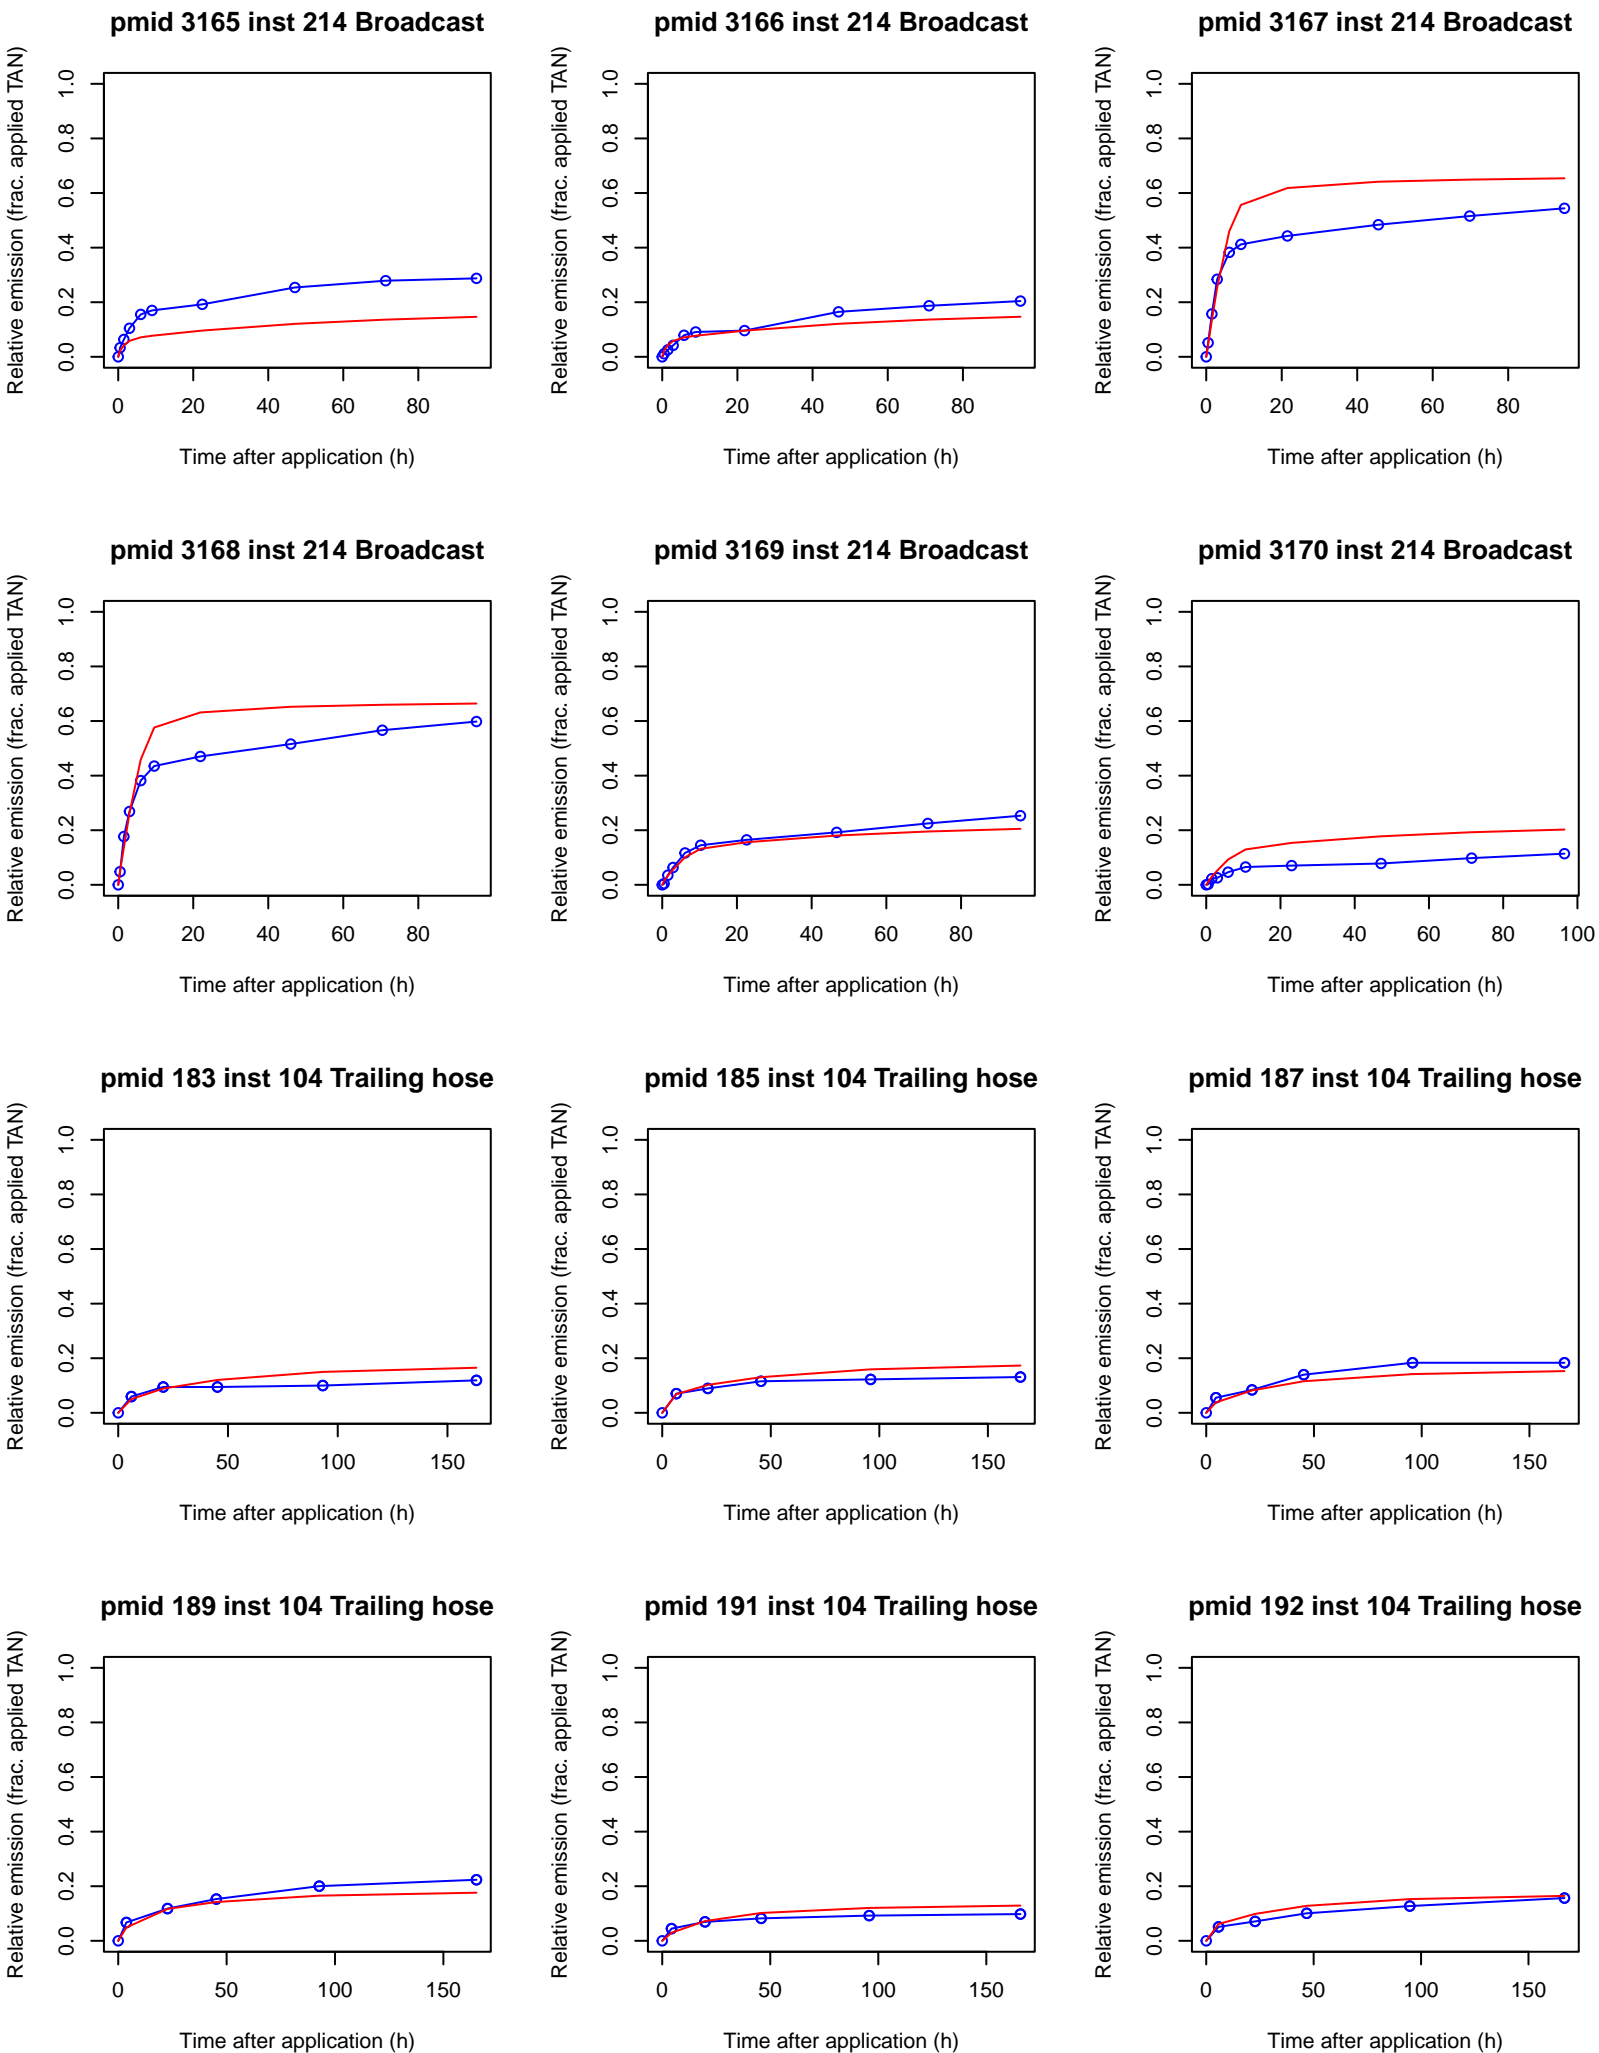 pmid 3165 inst 214 Broadcast
Relative emission (frac. applied TAN)
0.0 0.2 0.4 0.6 0.8 1.0
0 20 40 60 80
Time after application (h)
pmid 3166 inst 214 Broadcast
Relative emission (frac. applied TAN)
0.0 0.2 0.4 0.6 0.8 1.0
0 20 40 60 80
Time after application (h)
pmid 3167 inst 214 Broadcast
Relative emission (frac. applied TAN)
0.0 0.2 0.4 0.6 0.8 1.0
0 20 40 60 80
Time after application (h)
pmid 3168 inst 214 Broadcast
Relative emission (frac. applied TAN)
0.0 0.2 0.4 0.6 0.8 1.0
0 20 40 60 80
Time after application (h)
pmid 3169 inst 214 Broadcast
Relative emission (frac. applied TAN)
0.0 0.2 0.4 0.6 0.8 1.0
0 20 40 60 80
Time after application (h)
pmid 3170 inst 214 Broadcast
Relative emission (frac. applied TAN)
0.0 0.2 0.4 0.6 0.8 1.0
0 20 40 60 80 100
Time after application (h)
pmid 183 inst 104 Trailing hose
Relative emission (frac. applied TAN)
0.0 0.2 0.4 0.6 0.8 1.0
0 50 100 150
Time after application (h)
pmid 185 inst 104 Trailing hose
Relative emission (frac. applied TAN)
0.0 0.2 0.4 0.6 0.8 1.0
0 50 100 150
Time after application (h)
pmid 187 inst 104 Trailing hose
Relative emission (frac. applied TAN)
0.0 0.2 0.4 0.6 0.8 1.0
0 50 100 150
Time after application (h)
pmid 189 inst 104 Trailing hose
Relative emission (frac. applied TAN)
0.0 0.2 0.4 0.6 0.8 1.0
0 50 100 150
Time after application (h)
pmid 191 inst 104 Trailing hose
Relative emission (frac. applied TAN)
0.0 0.2 0.4 0.6 0.8 1.0
0 50 100 150
Time after application (h)
pmid 192 inst 104 Trailing hose
Relative emission (frac. applied TAN)
0.0 0.2 0.4 0.6 0.8 1.0
0 50 100 150
Time after application (h)